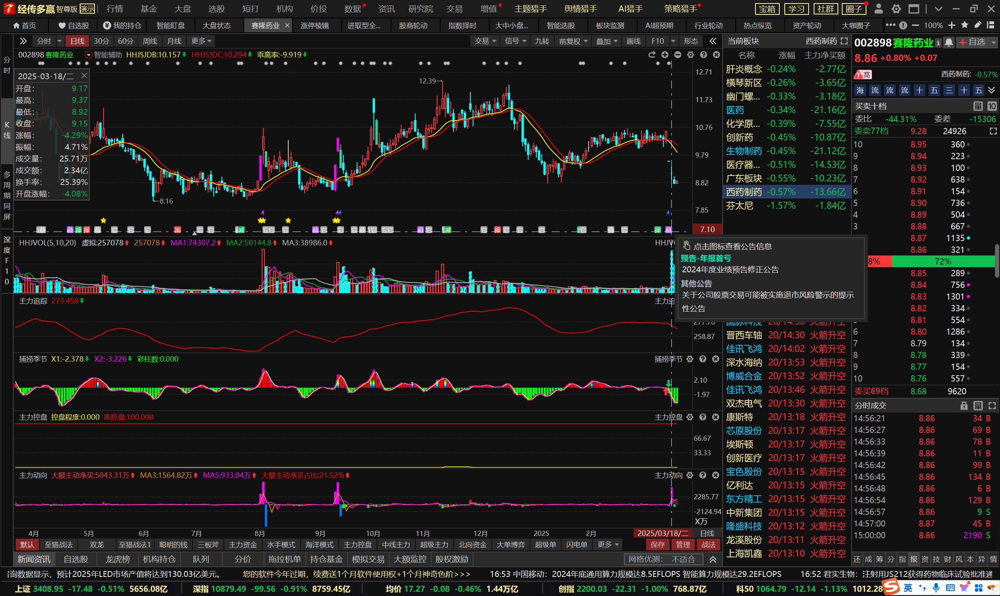 经传多赢 智尊版 演示 行情 基金 大盘 选股 短打 机构 价投 数据 资讯 研究院 交易 增值 主题猎手 舆情猎手 AI猎手 策略猎手 宝箱 学习 社群 圈子
首页 自选股 我的持仓 智能盯盘 大盘状态 赛隆药业 涨停棱镜 进取型全... 股商轮动 指数择时 大中小盘... 智能选股 板块监测 AI超预期 行业轮动 热点纵览 资产轮动 大咖圈子 100%
分时 日线 30分 60分 周线 月线 更多 交易 信号 九转 前复权 叠加 画线 F10 形态
002898 赛隆药业 智能辅助 HHJSJDB:10.157 HHJSJDC:10.294 乖离率:-9.919
分时
K线
多周期同屏
深度F10
2025-03-18/二
开盘: 9.17
最高: 9.37
最低: 8.92
收盘: 9.15
涨幅: -4.29%
振幅: 4.71%
成交量: 25.71万
成交额: 2.34亿
换手率: 25.39%
开盘涨幅: -4.08%
12.39
8.16
12.71
11.73
10.76
9.79
8.82
7.85
7.10
HHJVOL(5,10,20) 虚拟:257078 257078 MA1:74307.2 MA2:50144.8 MA3:38986.0
主力追踪 273.450
277.76
258.87
捕捞季节 X1:-2.378 X2:-3.226 彩柱数:0.000 捕捞季节
2.10
-1.97
主力控盘 控盘程度:0.000 高控盘:100.000 主力控盘
66.67
33.33
主力动向 大额主动净买:5043.31万 MA3:1564.82万 MA5:933.04万 大额主动净买占比:21.52% 主力动向
2285.77
-2124.94
X万
4月 5月 6月 7月 8月 9月 10月 11月 12月 2025 2月 2025/03/18/二 日线
默认 至猎战法 双龙 至猎战法1 聪明的钱 三板斧 主力资金 水手模式 海洋模式 主力控盘 中线主力 超级主力 北向资金 大单博弈 超级单 闪电单 更多 保存 管理 战法
新闻资讯 自选股 龙虎榜 机构持仓 队列 分价 拖拉机单 持仓基金 模拟交易 大额监控 股权激励 网格优测: 不适合
当前板块 西药制药
名称 涨幅 主力净买额
肝炎概念 -0.24% -2.77亿
横琴新区 -0.26% -3.65亿
幽门螺... -0.33% -3.18亿
医药 -0.34% -21.16亿
化学原... -0.39% -7.55亿
创新药 -0.45% -10.87亿
生物制药 -0.45% -21.12亿
医疗器... -0.51% -14.53亿
广东板块 -0.55% -10.23亿
西药制药 -0.57% -13.66亿
芬太尼 -1.57% -1.84亿
点击图标查看公告信息
预告-年报首亏
2024年度业绩预告修正公告
其他公告
关于公司股票交易可能被实施退市风险警示的提示
性公告
晋西车轴 20/14:30 火箭升空
佳讯飞鸿 20/14:02 火箭升空
深水海纳 20/13:53 火箭升空
博威合金 20/13:52 火箭升空
佳讯飞鸿 20/13:46 火箭升空
双杰电气 20/13:30 火箭升空
康斯特 20/13:18 火箭升空
芯原股份 20/13:17 火箭升空
埃斯顿 20/13:17 火箭升空
创新医疗 20/13:17 火箭升空
宝色股份 20/13:15 火箭升空
亿利达 20/13:15 火箭升空
东方精工 20/13:15 火箭升空
中新集团 20/13:15 火箭升空
隆盛科技 20/13:12 火箭升空
龙溪股份 20/13:11 火箭升空
上海凯鑫 20/13:10 火箭升空
002898 赛隆药业 自选
8.86 +0.80% +0.07
高 西药制药: -0.57%
海 流 流 流 十 五 三 十 五
买卖十档 量 10
委比 -44.31% 委差 -15306
委卖77档 9.28 24926
10 8.95 360
9 8.94 223
8 8.93 100
7 8.92 638
6 8.91 154
5 8.90 736
4 8.89 504
3 8.88 667
8.87 1135
8.86 321
8% 72%
8.85 289
8.84 756
8.83 1301
8.82 334
8.81 554
6 8.80 1286
7 8.79 134
8 8.78 339
9 8.77 154
10 8.76 557
委买69档 8.68 9620
分时成交 量
14:56:21 8.86 34 B
14:56:27 8.86 69 B
14:56:33 8.86 78 B
14:56:39 8.86 11 B
14:56:42 8.86 99 B
14:56:45 8.86 134 B
14:56:48 8.86 6 B
14:56:54 8.86 129 B
14:56:57 8.86 9 S
14:57:00 8.87 45 B
15:00:00 8.86 2190 S
还 成 筹 分 指 报 资 技 财 风 本 异 情
询数据显示，预计2025年LED市场产值将达到130.03亿美元。 您的软件今年过期，续费送1个月软件使用权+1个月神奇色阶>>> 16:53 中国移动：2024年底通用算力规模达8.5EFLOPS 智能算力规模达29.2EFLOPS 16:52 君实生物：注射用JS212获得药物临床试验批准通
上证 3408.95 -17.48 -0.51% 5656.08亿 深指 10879.49 -99.56 -0.91% 8759.45亿 均价 17.27 -0.08 -0.46% 1.44万亿 创指 2200.03 -22.31 -1.00% 768.87亿 科50 1064.79 -12.14 -1.13% 1012.28 英